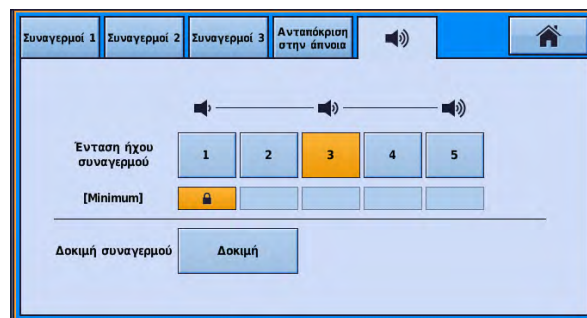 Συναγερμοί 1 Συναγερμοί 2 Συναγερμοί 3 Ανταπόκριση
στην άπνοια
Ένταση ήχου
συναγερμού
1 2 3 4 5
[Minimum]
Δοκιμή συναγερμού Δοκιμή